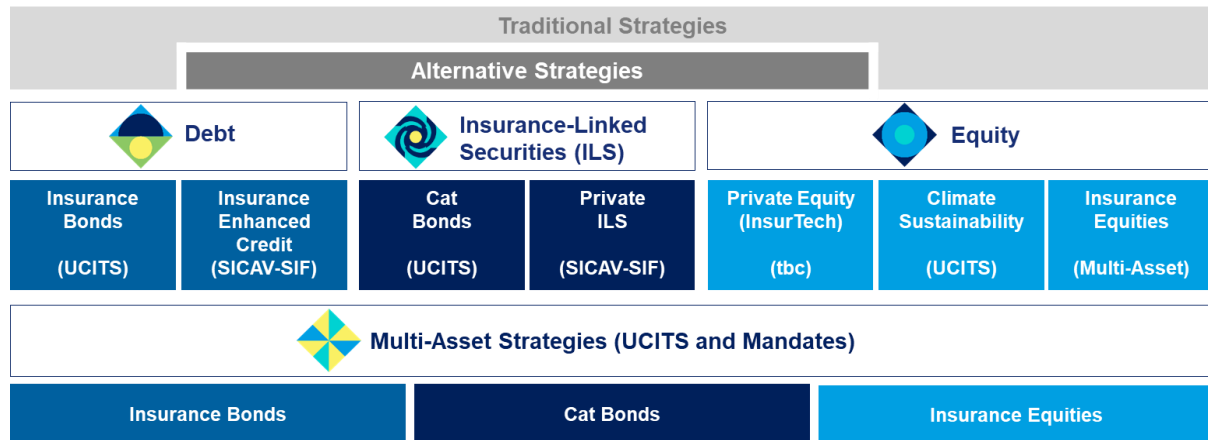 Traditional Strategies
Alternative Strategies
Debt
Insurance-Linked
Securities (ILS)
Equity
Insurance
Bonds
(UCITS)
Insurance
Enhanced
Credit
(SICAV-SIF)
Cat
Bonds
(UCITS)
Private
ILS
(SICAV-SIF)
Private Equity
(InsurTech)
(tbc)
Climate
Sustainability
(UCITS)
Insurance
Equities
(Multi-Asset)
Multi-Asset Strategies (UCITS and Mandates)
Insurance Bonds
Cat Bonds
Insurance Equities